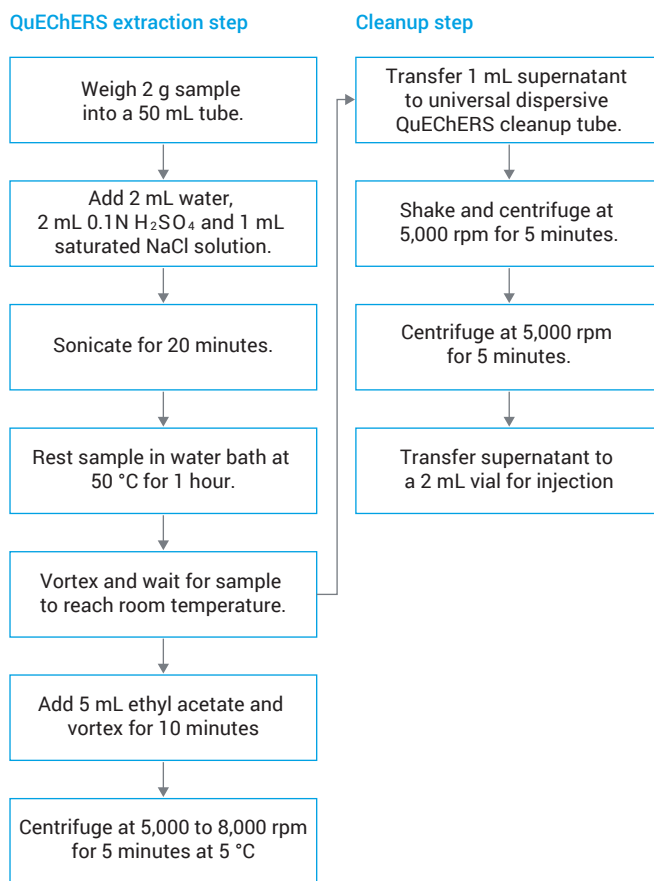 QuEChERS extraction step
Weigh 2 g sample
into a 50 mL tube.
Add 2 mL water,
2 mL 0.1N H₂SO₄ and 1 mL
saturated NaCl solution.
Sonicate for 20 minutes.
Rest sample in water bath at
50 °C for 1 hour.
Vortex and wait for sample
to reach room temperature.
Add 5 mL ethyl acetate and
vortex for 10 minutes
Centrifuge at 5,000 to 8,000 rpm
for 5 minutes at 5 °C
Cleanup step
Transfer 1 mL supernatant
to universal dispersive
QuEChERS cleanup tube.
Shake and centrifuge at
5,000 rpm for 5 minutes.
Centrifuge at 5,000 rpm
for 5 minutes.
Transfer supernatant to
a 2 mL vial for injection